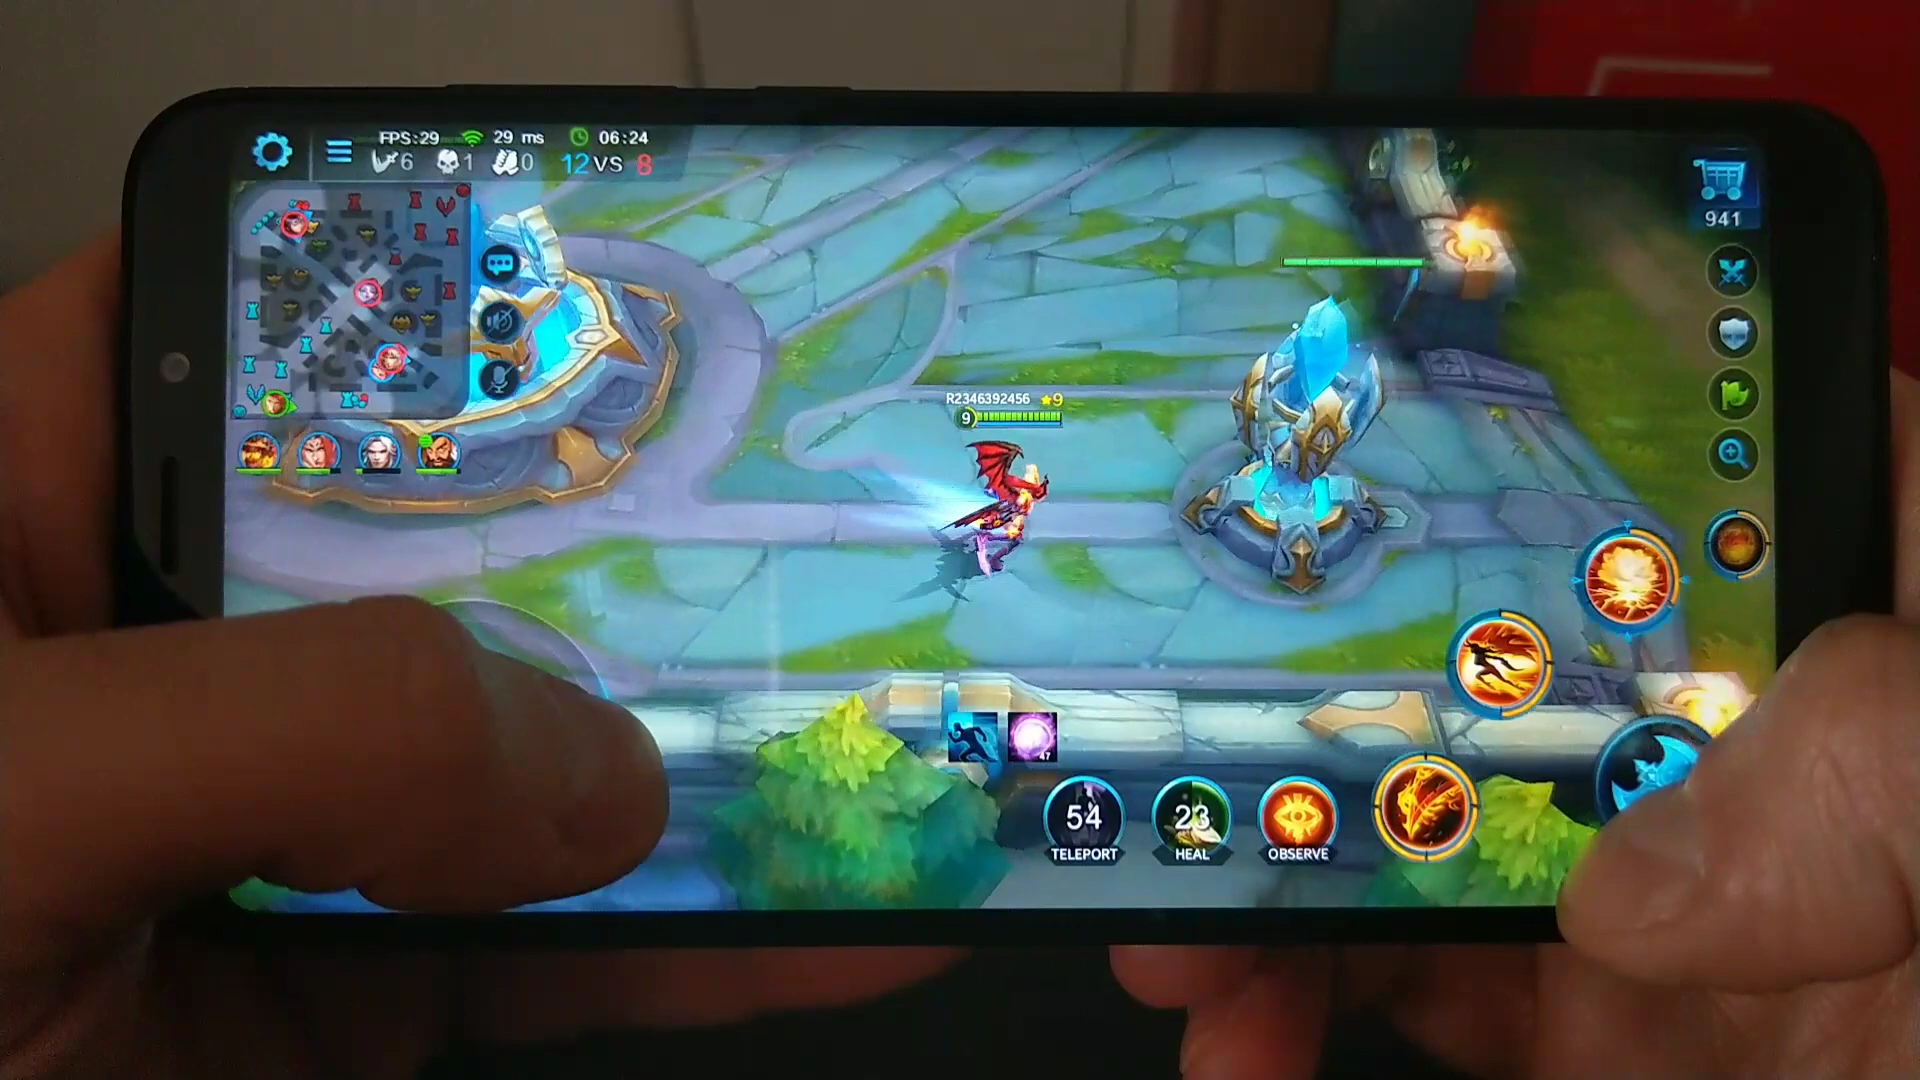 FPS:29 29 ms 06:24
6 1 0 12 VS 8
941
R2346392456 9
9
47
54 23
TELEPORT HEAL OBSERVE